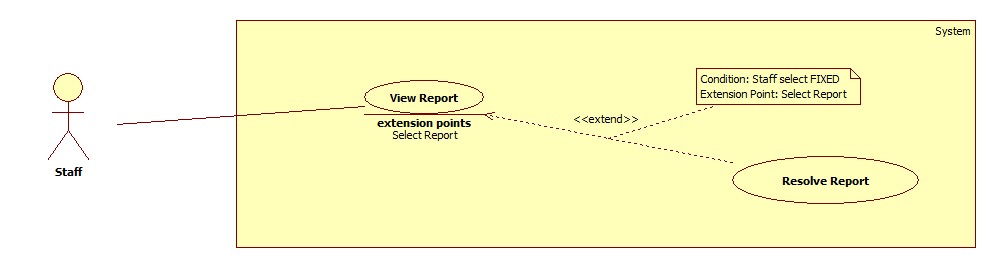 System
Condition: Staff select FIXED
Extension Point: Select Report
View Report
<<extend>>
extension points
Select Report
Staff
Resolve Report